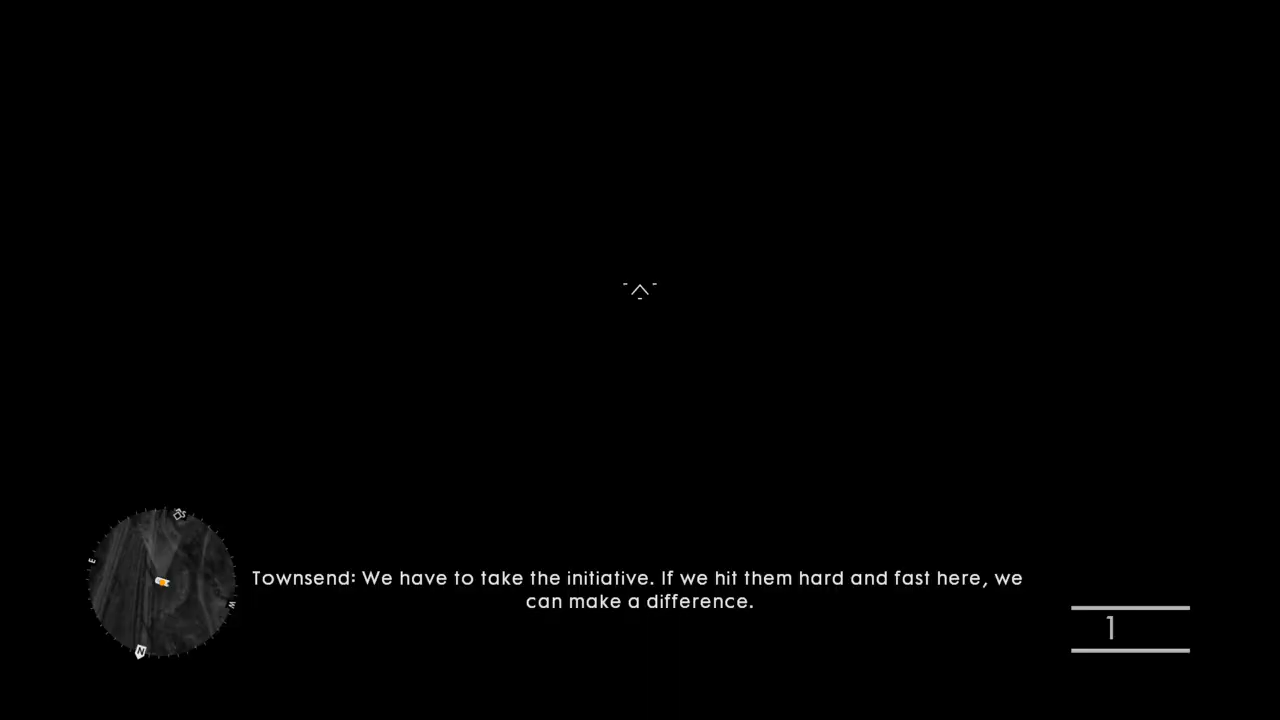 S
E
W
N
Townsend: We have to take the initiative. If we hit them hard and fast here, we
can make a difference.
1